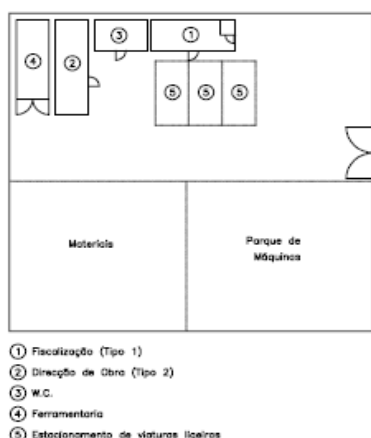 4
2
3
1
5
5
5
Materiais
Parque de
Máquinas
1 Fiscalização (Tipo 1)
2 Direcção de Obra (Tipo 2)
3 W.C.
4 Ferramentaria
5 Estacionamento de viaturas ligeiras